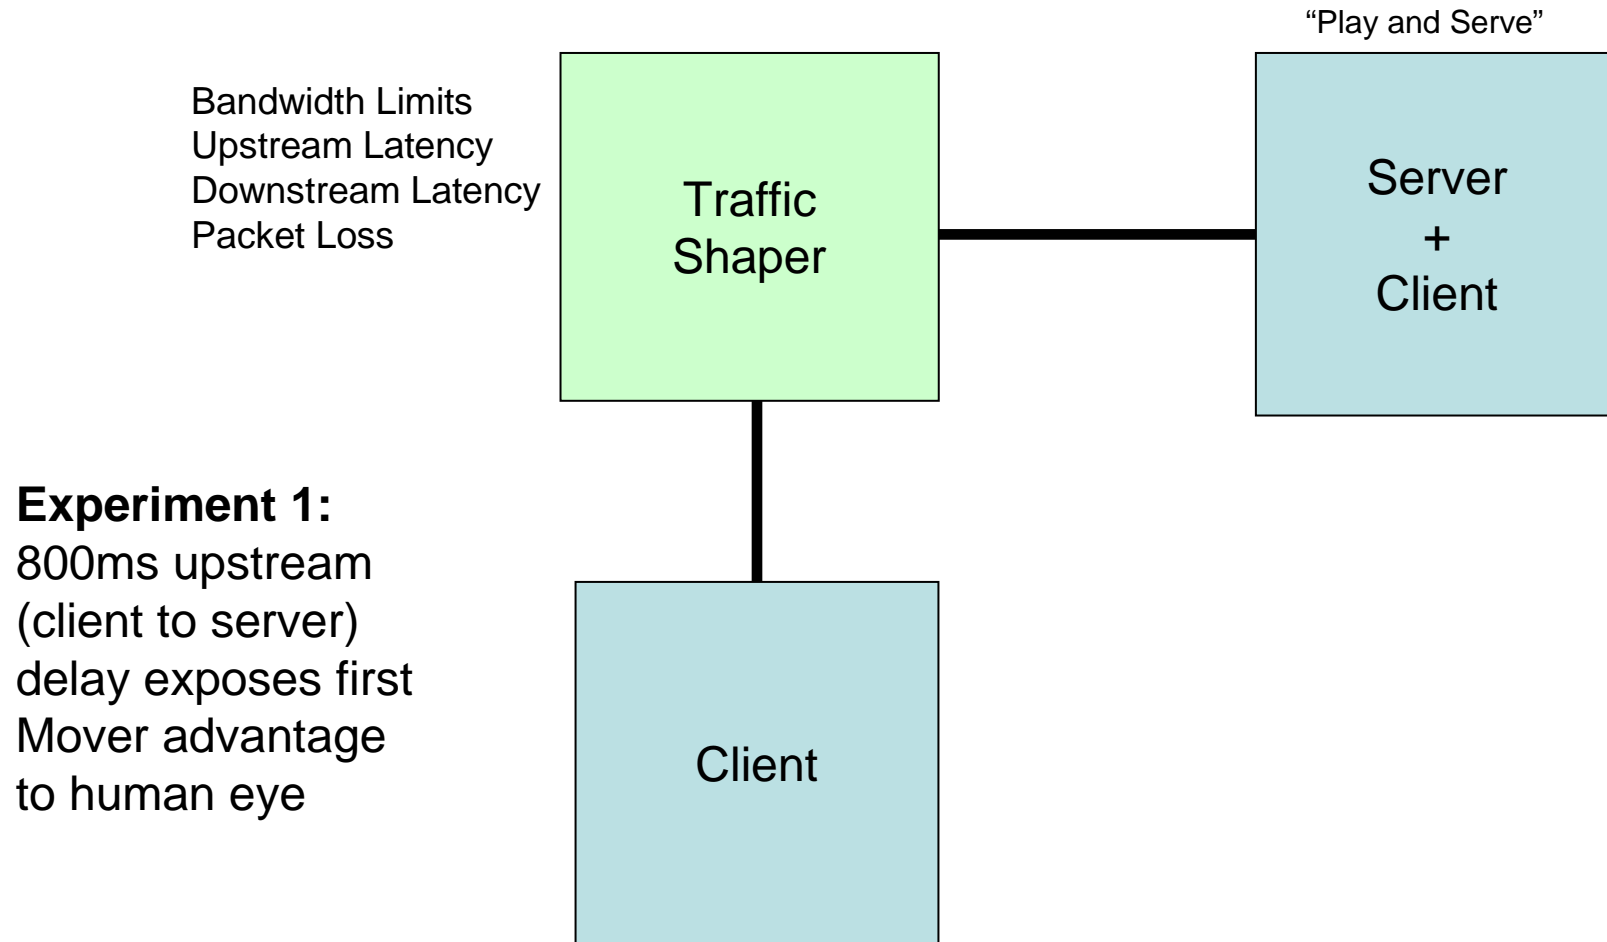 “Play and Serve”
Bandwidth Limits
Upstream Latency
Downstream Latency
Packet Loss
Traffic
Shaper
Server
+
Client
Experiment 1:
800ms upstream
(client to server)
delay exposes first
Mover advantage
to human eye
Client